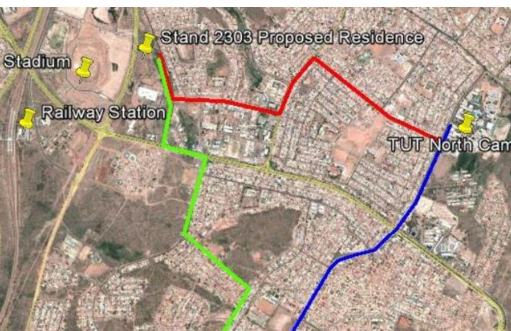 Stand 2303 Proposed Residence
Stadium
Railway Station
TUT North Cam